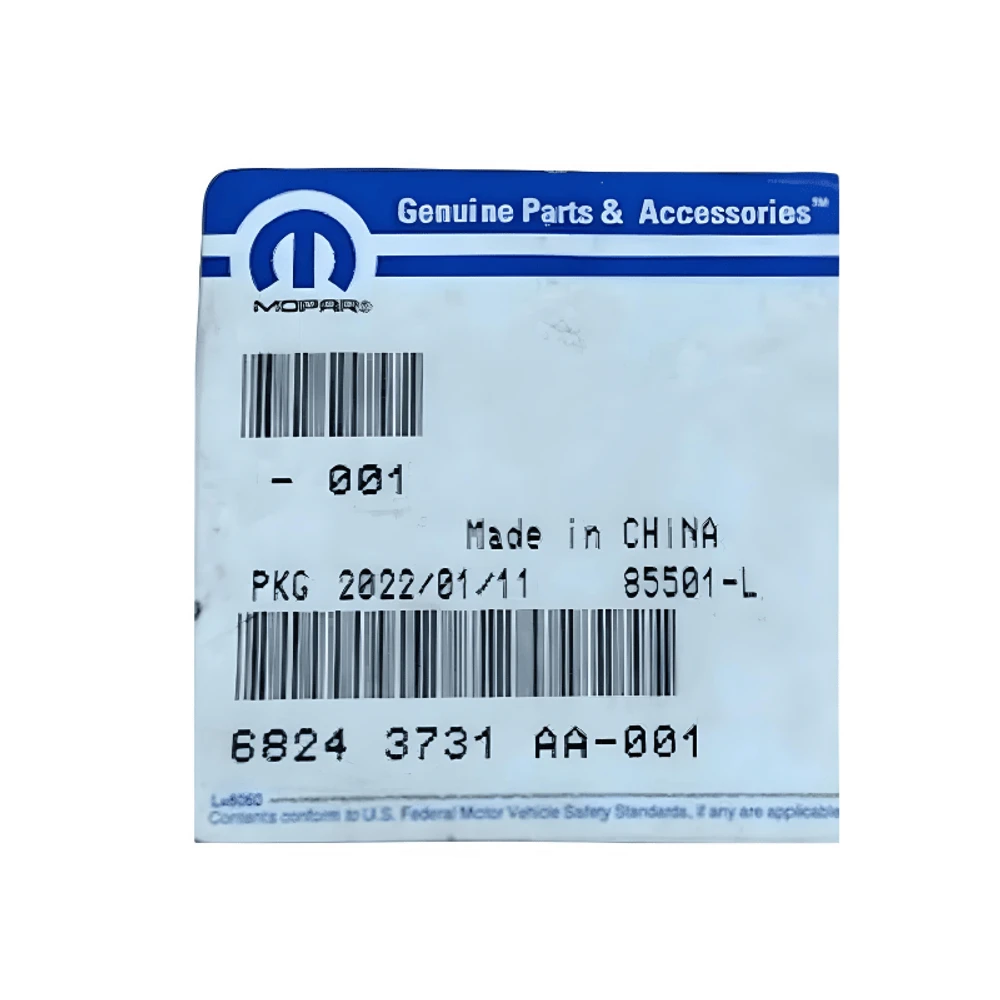 Genuine Parts & Accessories℠
MOPAR®
- 001
Made in CHINA
PKG 2022/01/11 85501-L
6824 3731 AA-001
Contents conform to U.S. Federal Motor Vehicle Safety Standards, if any are applicable